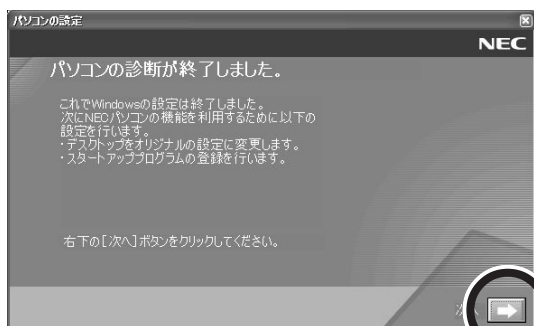 パソコンの設定
NEC
パソコンの診断が終了しました。
これでWindowsの設定は終了しました。
次にNECパソコンの機能を利用するために以下の
設定を行います。
・デスクトップをオリジナルの設定に変更します。
・スタートアッププログラムの登録を行います。
右下の[次へ]ボタンをクリックしてください。